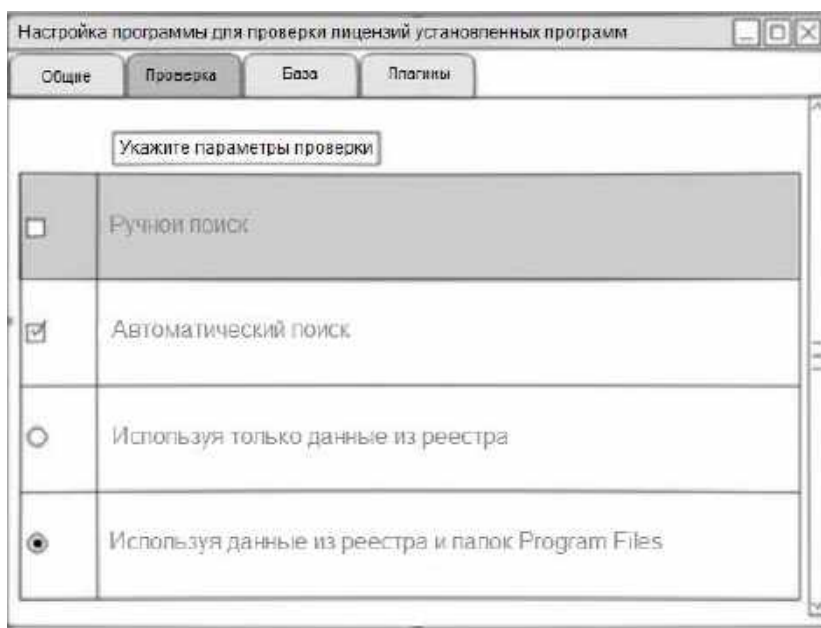 Настройка программы для проверки лицензий установленных программ
Общие
Проверка
База
Плагины
Укажите параметры проверки
Ручной поиск
Автоматический поиск
Используя только данные из реестра
Используя данные из реестра и папок Program Files